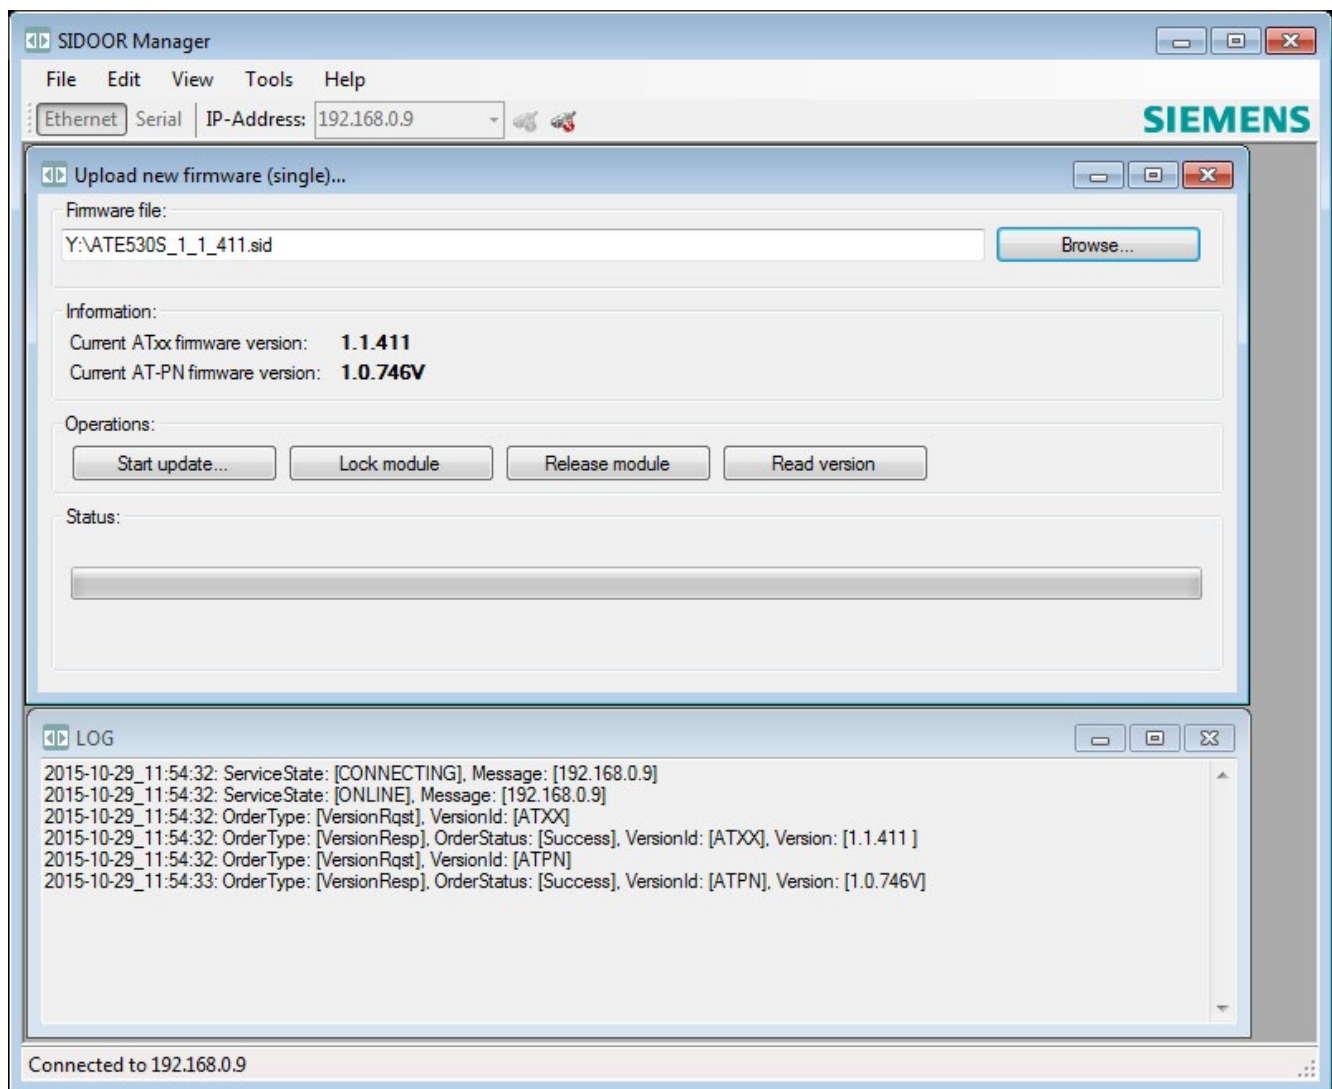 SIDOOR Manager
File Edit View Tools Help
Ethernet Serial IP-Address: 192.168.0.9
SIEMENS
Upload new firmware (single)...
Firmware file:
Y:\ATE530S_1_1_411.sid Browse...
Information:
Current ATxx firmware version: 1.1.411
Current AT-PN firmware version: 1.0.746V
Operations:
Start update... Lock module Release module Read version
Status:
LOG
2015-10-29_11:54:32: ServiceState: [CONNECTING], Message: [192.168.0.9]
2015-10-29_11:54:32: ServiceState: [ONLINE], Message: [192.168.0.9]
2015-10-29_11:54:32: OrderType: [VersionRqst], VersionId: [ATXX]
2015-10-29_11:54:32: OrderType: [VersionResp], OrderStatus: [Success], VersionId: [ATXX], Version: [1.1.411 ]
2015-10-29_11:54:32: OrderType: [VersionRqst], VersionId: [ATPN]
2015-10-29_11:54:33: OrderType: [VersionResp], OrderStatus: [Success], VersionId: [ATPN], Version: [1.0.746V]
Connected to 192.168.0.9